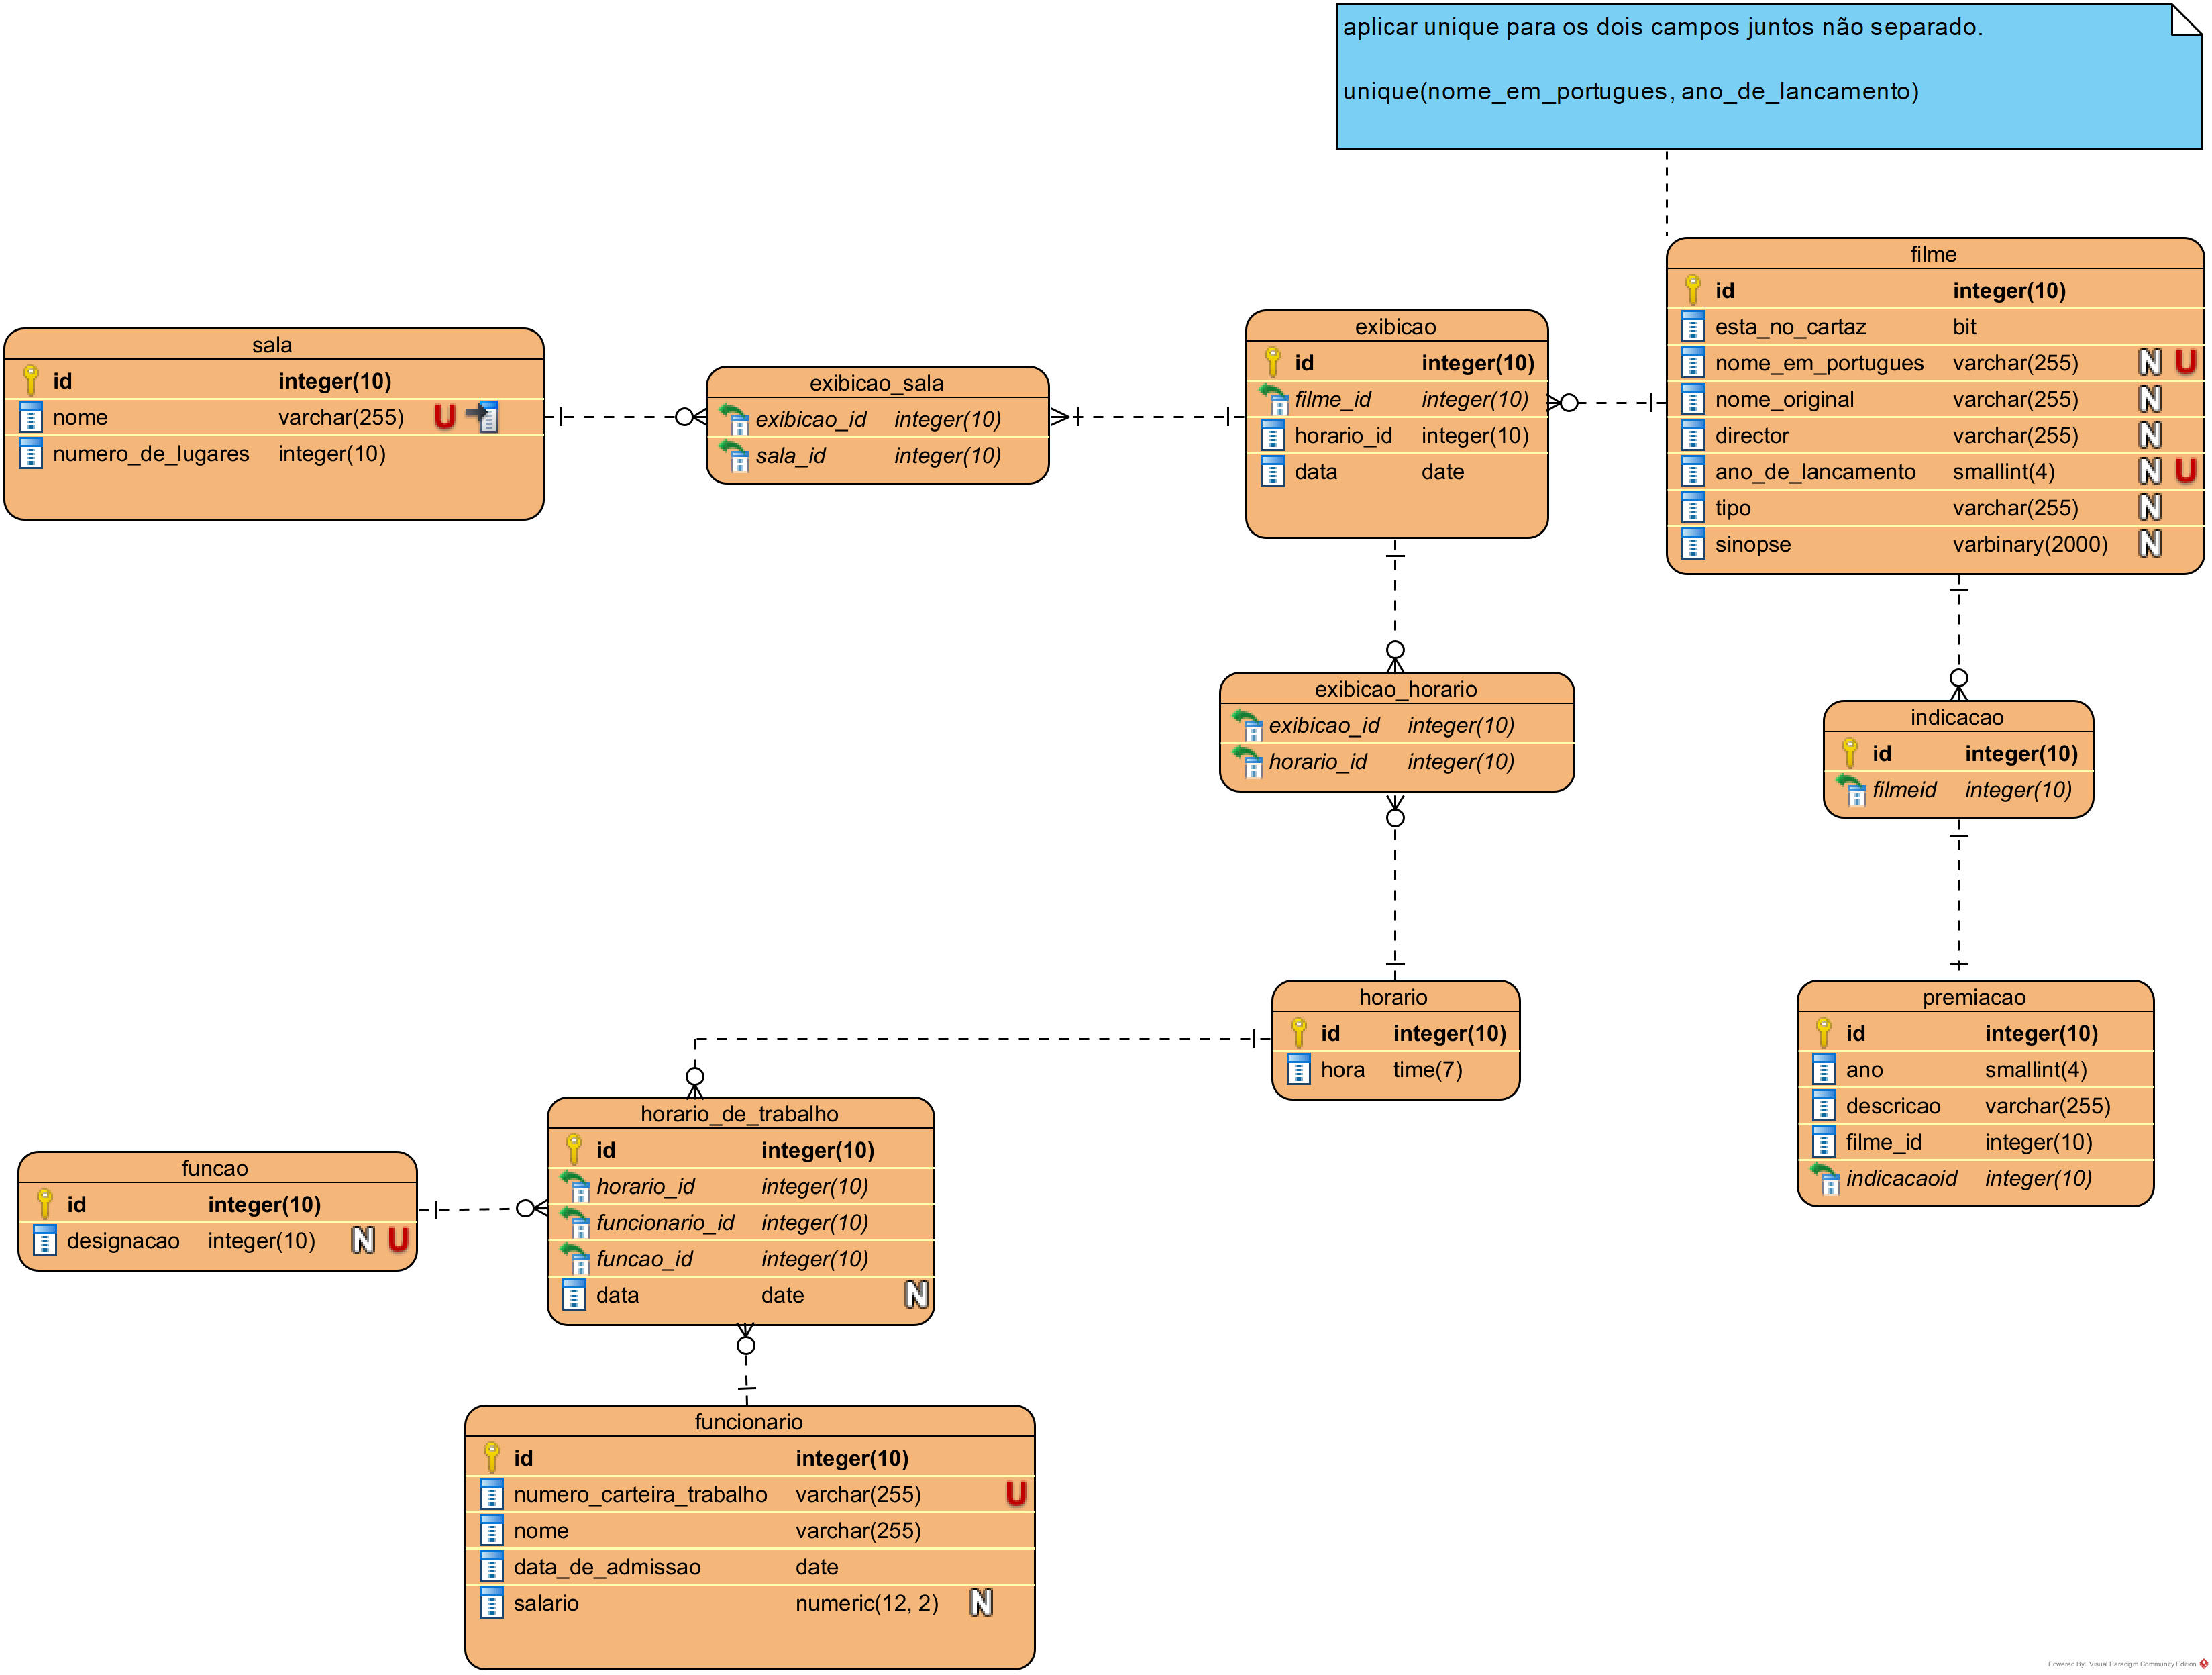 aplicar unique para os dois campos juntos não separado.
unique(nome_em_portugues, ano_de_lancamento)
filme
id integer(10)
esta_no_cartaz bit
nome_em_portugues varchar(255) N U
nome_original varchar(255) N
director varchar(255) N
ano_de_lancamento smallint(4) N U
tipo varchar(255) N
sinopse varbinary(2000) N
exibicao
id integer(10)
filme_id integer(10)
horario_id integer(10)
data date
sala
id integer(10)
nome varchar(255) U
numero_de_lugares integer(10)
exibicao_sala
exibicao_id integer(10)
sala_id integer(10)
exibicao_horario
exibicao_id integer(10)
horario_id integer(10)
indicacao
id integer(10)
filmeid integer(10)
horario
id integer(10)
hora time(7)
premiacao
id integer(10)
ano smallint(4)
descricao varchar(255)
filme_id integer(10)
indicacaoid integer(10)
horario_de_trabalho
id integer(10)
horario_id integer(10)
funcionario_id integer(10)
funcao_id integer(10)
data date N
funcao
id integer(10)
designacao integer(10) N U
funcionario
id integer(10)
numero_carteira_trabalho varchar(255) U
nome varchar(255)
data_de_admissao date
salario numeric(12, 2) N
Powered By: Visual Paradigm Community Edition